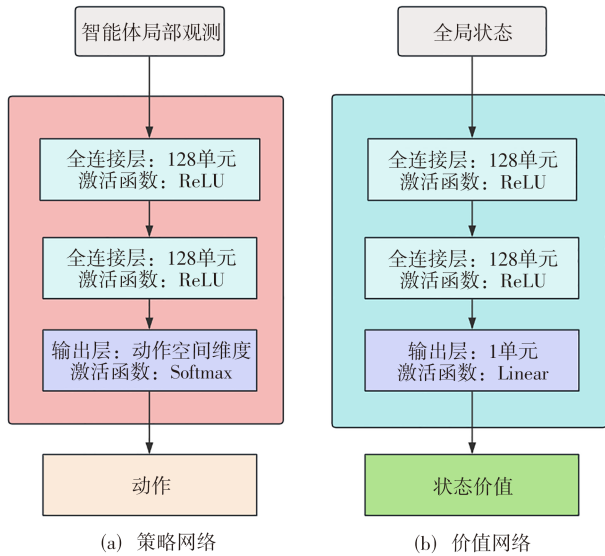 智能体局部观测
全连接层：128单元
激活函数：ReLU
全连接层：128单元
激活函数：ReLU
输出层：动作空间维度
激活函数：Softmax
动作
(a) 策略网络
全局状态
全连接层：128单元
激活函数：ReLU
全连接层：128单元
激活函数：ReLU
输出层：1单元
激活函数：Linear
状态价值
(b) 价值网络